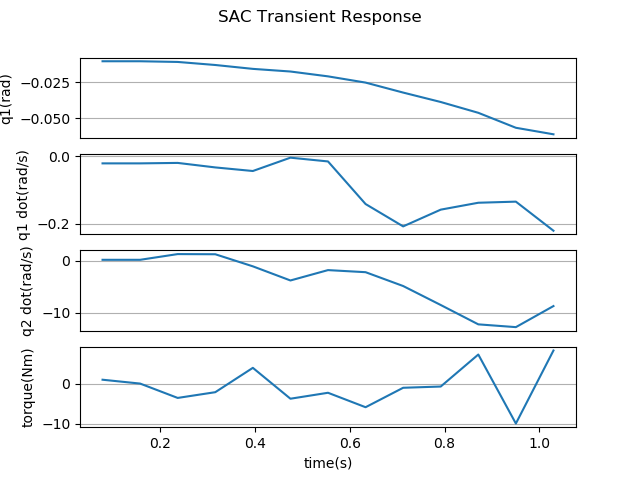 SAC Transient Response
q1(rad)
−0.025
−0.050
q1 dot(rad/s)
0.0
−0.2
q2 dot(rad/s)
0
−10
torque(Nm)
0
−10
0.2 0.4 0.6 0.8 1.0
time(s)